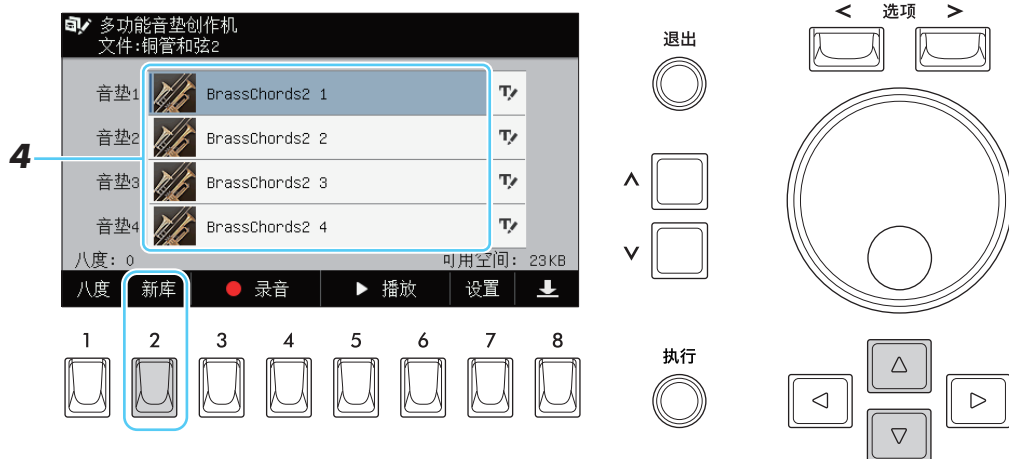 多功能音垫创作机
文件:铜管和弦2
音垫1 BrassChords2 1
音垫2 BrassChords2 2
音垫3 BrassChords2 3
音垫4 BrassChords2 4
八度: 0 可用空间: 23KB
八度 新库 录音 播放 设置
1 2 3 4 5 6 7 8
4
退出
执行
< 选项 >